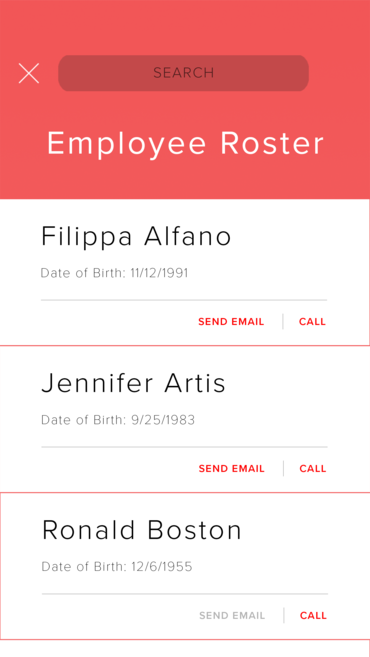 SEARCH
Employee Roster
Filippa Alfano
Date of Birth: 11/12/1991
SEND EMAIL CALL
Jennifer Artis
Date of Birth: 9/25/1983
SEND EMAIL CALL
Ronald Boston
Date of Birth: 12/6/1955
SEND EMAIL CALL